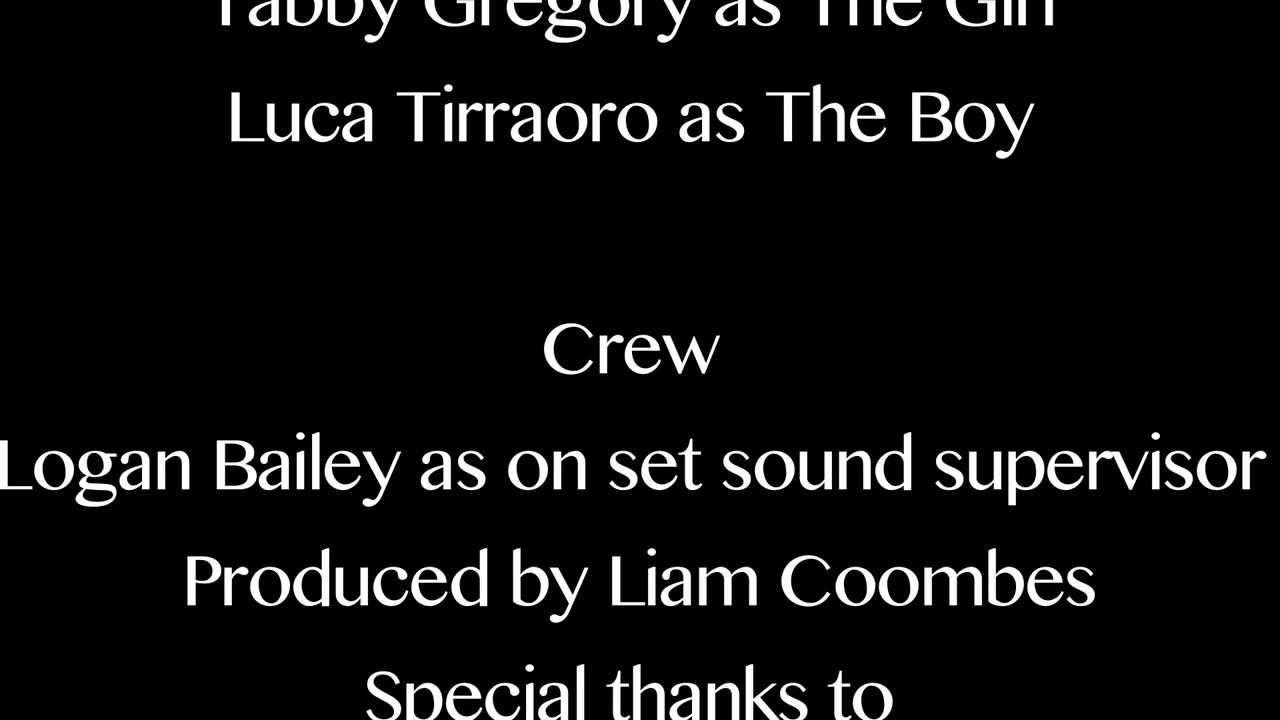 Tabby Gregory as The Girl
Luca Tirraoro as The Boy
Crew
Logan Bailey as on set sound supervisor
Produced by Liam Coombes
Special thanks to